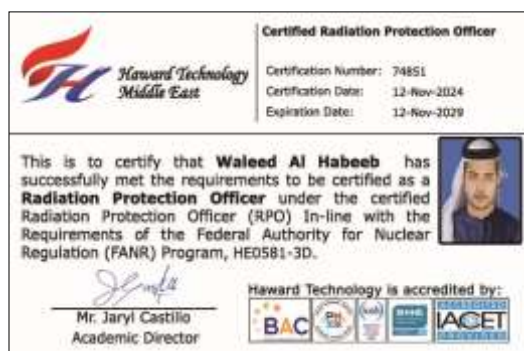 Haward Technology
Middle East
Certified Radiation Protection Officer
Certification Number: 74851
Certification Date: 12-Nov-2024
Expiration Date: 12-Nov-2029
This is to certify that Waleed Al Habeeb has
successfully met the requirements to be certified as a
Radiation Protection Officer under the certified
Radiation Protection Officer (RPO) In-line with the
Requirements of the Federal Authority for Nuclear
Regulation (FANR) Program, HE0581-3D.
Mr. Jaryl Castillo
Academic Director
Haward Technology is accredited by:
BAC
ACCREDITED
IACET
PROVIDER